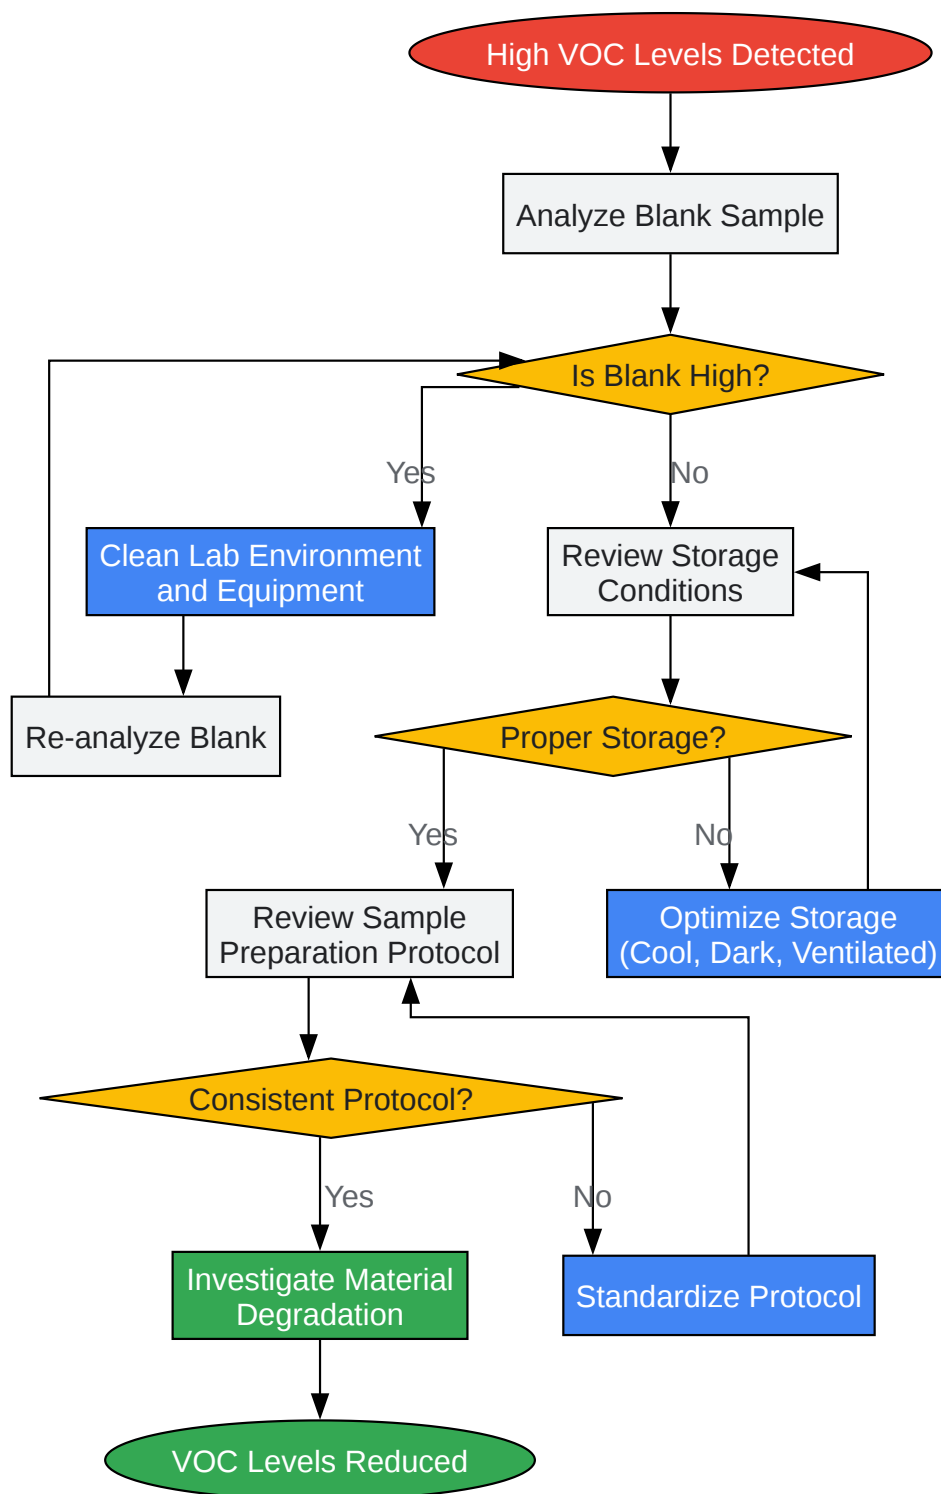 High VOC Levels Detected
Analyze Blank Sample
Is Blank High?
Yes
No
Clean Lab Environment
and Equipment
Review Storage
Conditions
Re-analyze Blank
Proper Storage?
Yes
No
Review Sample
Preparation Protocol
Optimize Storage
(Cool, Dark, Ventilated)
Consistent Protocol?
Yes
No
Investigate Material
Degradation
Standardize Protocol
VOC Levels Reduced